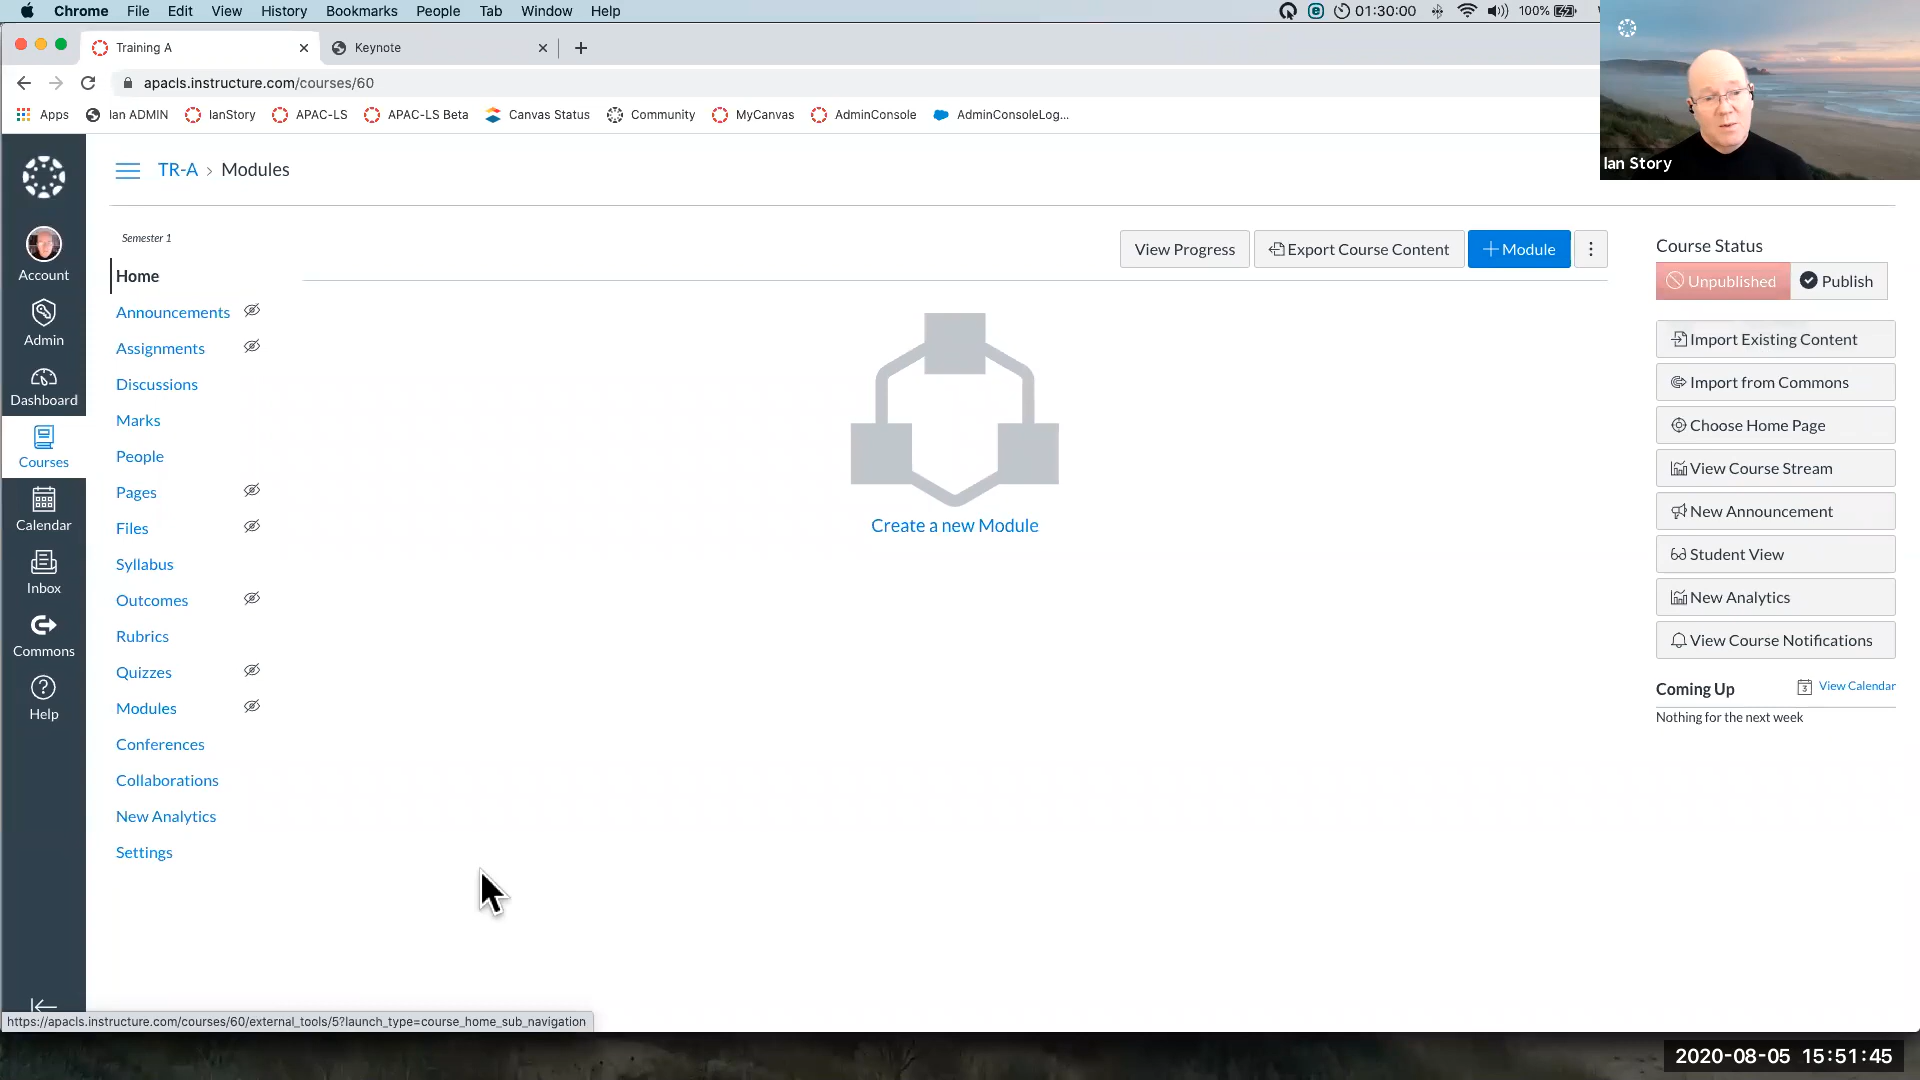 Chrome File Edit View History Bookmarks People Tab Window Help 01:30:00 100%
Training A Keynote
apacls.instructure.com/courses/60
Apps Ian ADMIN IanStory APAC-LS APAC-LS Beta Canvas Status Community MyCanvas AdminConsole AdminConsoleLog...
Ian Story
TR-A > Modules
Account
Admin
Dashboard
Courses
Calendar
Inbox
Commons
Help
Semester 1
Home
Announcements
Assignments
Discussions
Marks
People
Pages
Files
Syllabus
Outcomes
Rubrics
Quizzes
Modules
Conferences
Collaborations
New Analytics
Settings
View Progress Export Course Content + Module
Create a new Module
Course Status
Unpublished Publish
Import Existing Content
Import from Commons
Choose Home Page
View Course Stream
New Announcement
Student View
New Analytics
View Course Notifications
Coming Up 3 View Calendar
Nothing for the next week
https://apacls.instructure.com/courses/60/external_tools/5?launch_type=course_home_sub_navigation
2020-08-05 15:51:45